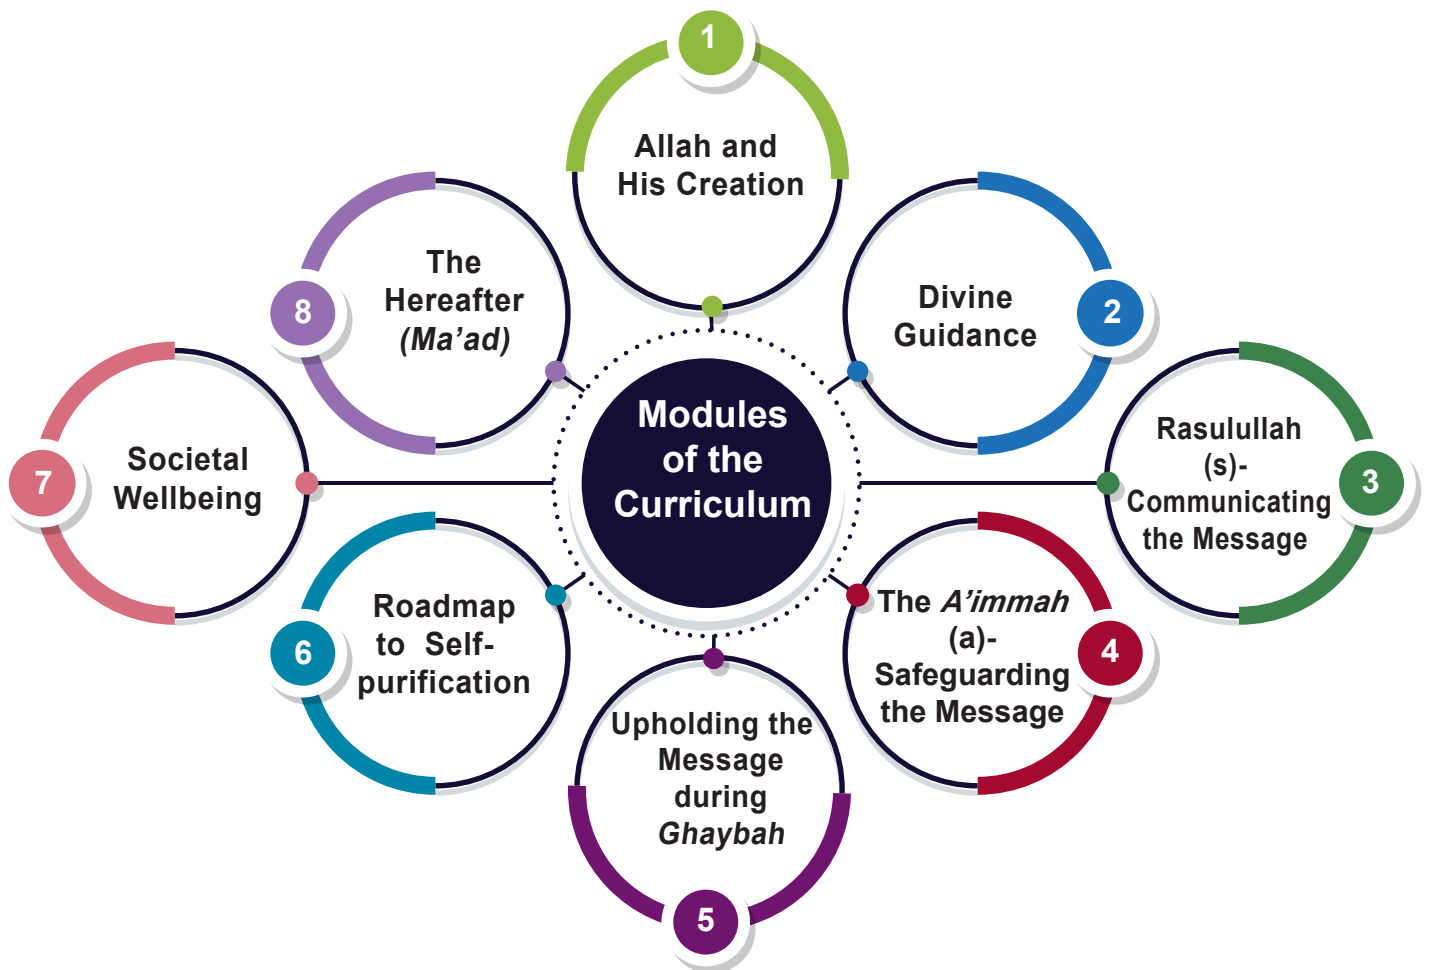 Modules
of the
Curriculum
1
Allah and
His Creation
2
Divine
Guidance
3
Rasulullah
(s)-
Communicating
the Message
4
The A’immah
(a)-
Safeguarding
the Message
5
Upholding the
Message
during
Ghaybah
6
Roadmap
to Self-
purification
7
Societal
Wellbeing
8
The
Hereafter
(Ma’ad)